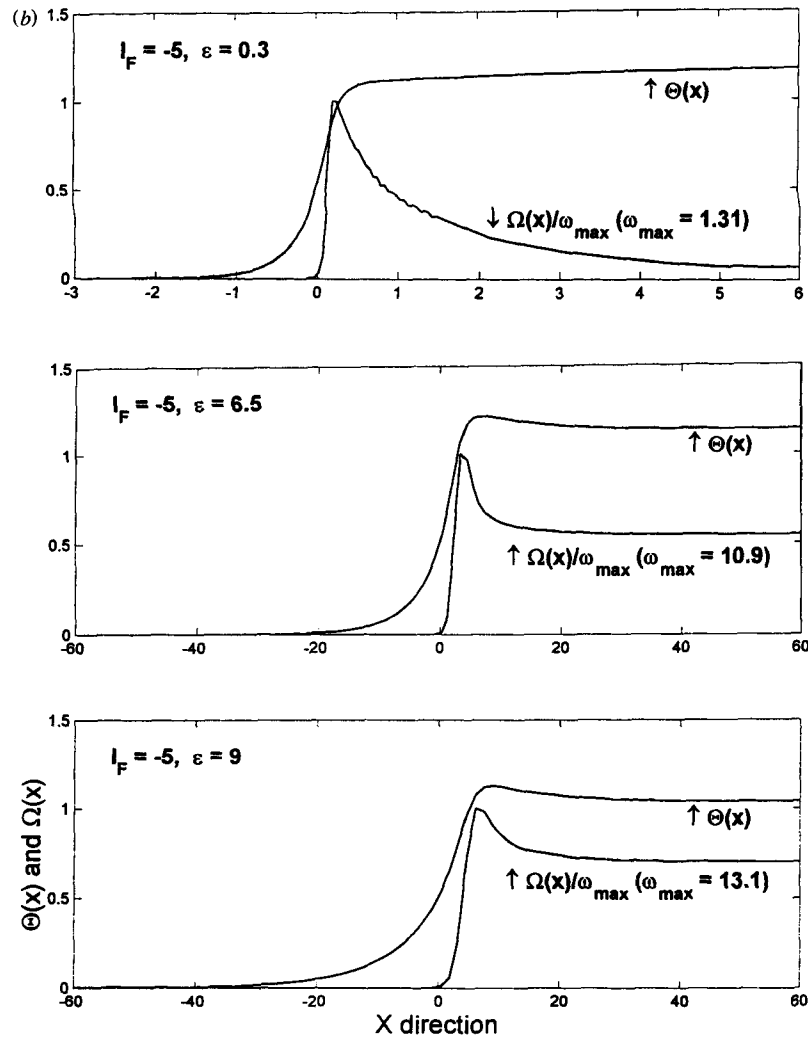 (b)
1.5
I_F = -5, ε = 0.3
↑ Θ(x)
1
0.5
↓ Ω(x)/ω_max (ω_max = 1.31)
0
-3 -2 -1 0 1 2 3 4 5 6
1.5
I_F = -5, ε = 6.5
1
↑ Θ(x)
0.5
↑ Ω(x)/ω_max (ω_max = 10.9)
0
-60 -40 -20 0 20 40 60
1.5
I_F = -5, ε = 9
1
↑ Θ(x)
0.5
↑ Ω(x)/ω_max (ω_max = 13.1)
0
-60 -40 -20 0 20 40 60
Θ(x) and Ω(x)
X direction